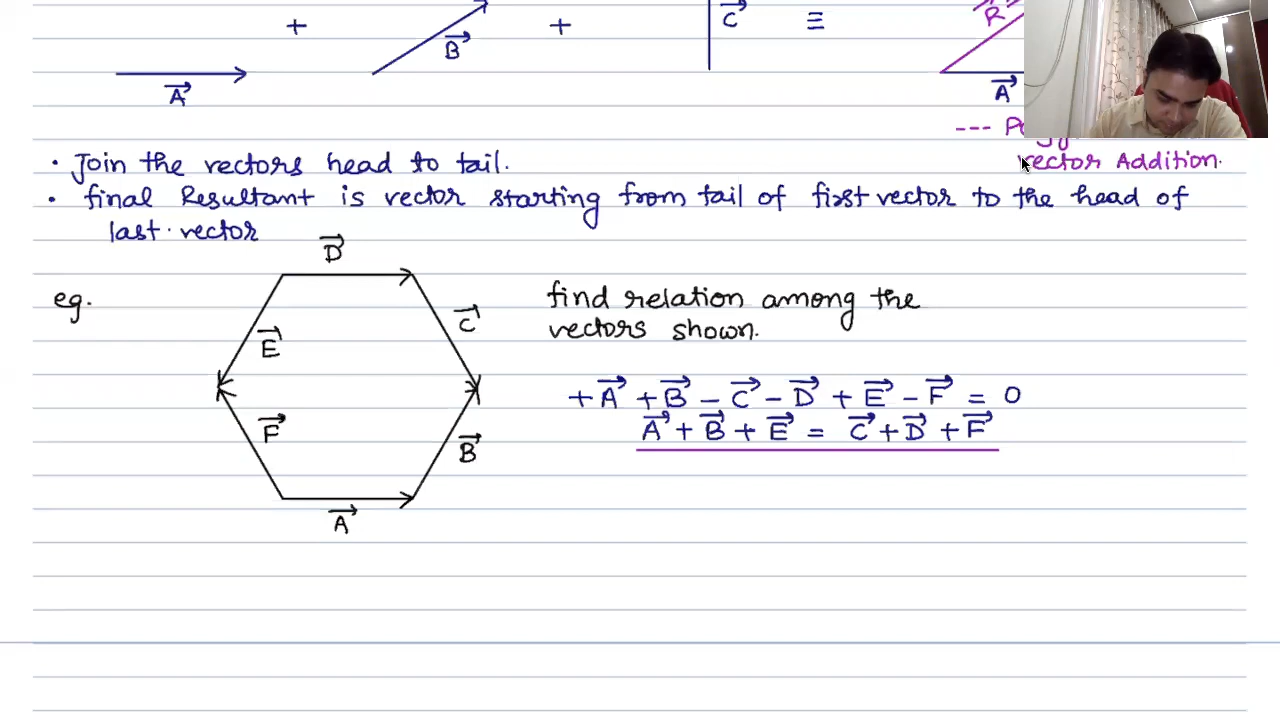 + + C⃗ ≡ R
B⃗
A⃗ A⃗
--- P
• Join the vectors head to tail. vector Addition.
• final Resultant is vector starting from tail of first vector to the head of
last. vector
D⃗
eg. find relation among the
C⃗ vectors shown.
E⃗
+A⃗ +B⃗ -C⃗ -D⃗ +E⃗ -F⃗ = 0
F⃗ A⃗ + B⃗ + E⃗ = C⃗ + D⃗ + F⃗
B⃗
A⃗